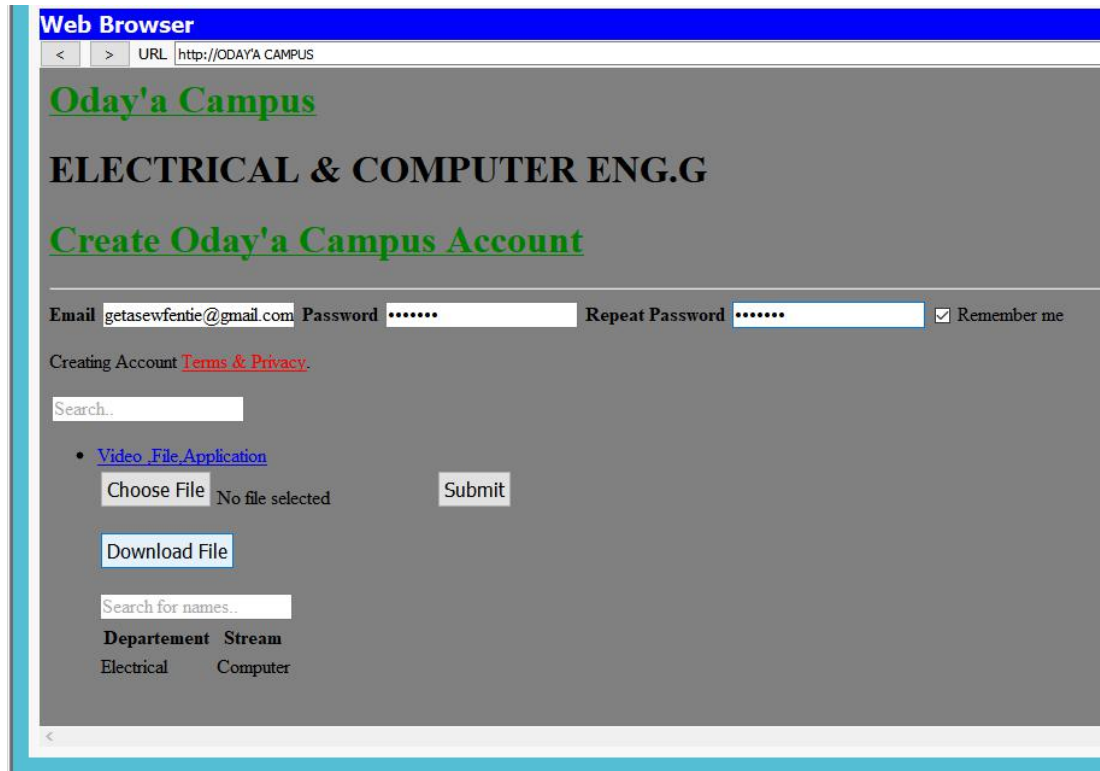 Web Browser
< > URL http://ODAY'A CAMPUS
Oday'a Campus
ELECTRICAL & COMPUTER ENG.G
Create Oday'a Campus Account
Email getasewfentie@gmail.com Password ••••••• Repeat Password ••••••• Remember me
Creating Account Terms & Privacy.
Search..
• Video ,File,Application
Choose File No file selected Submit
Download File
Search for names..
Departement Stream
Electrical Computer
<